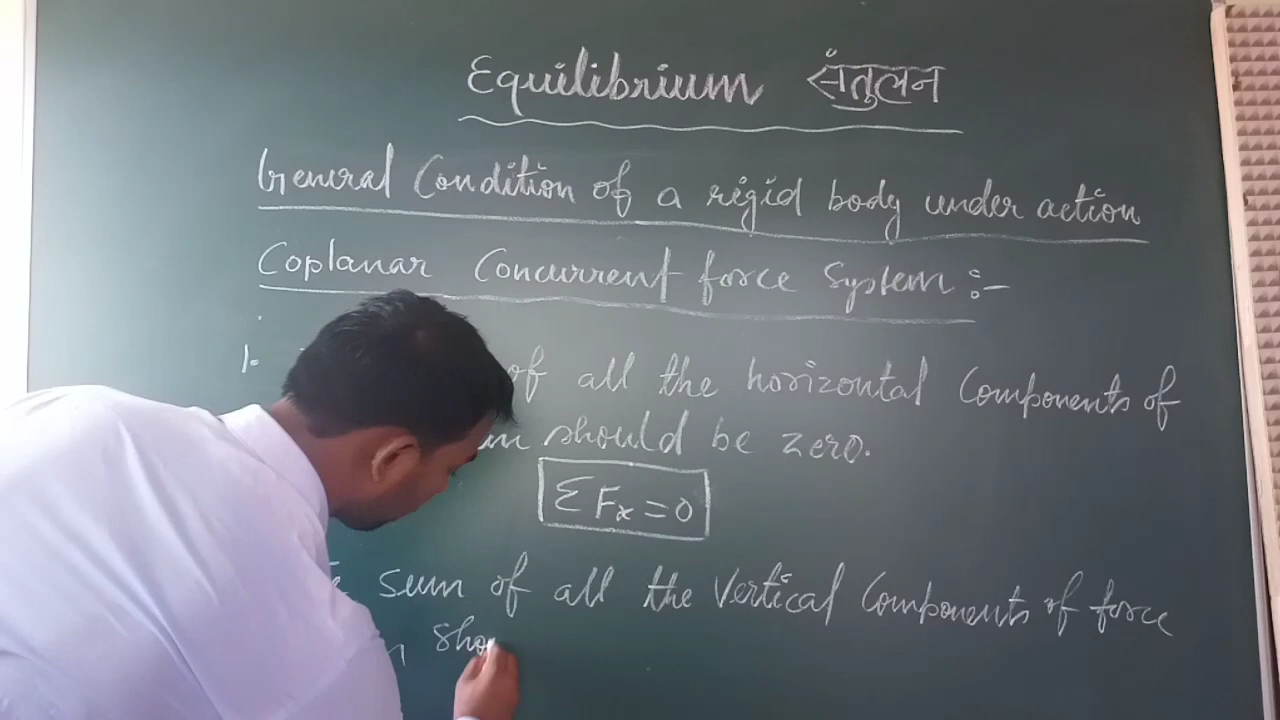 Equilibrium संतुलन
General Condition of a rigid body under action
Coplanar Concurrent force System :-
1. of all the horizontal Components of
should be zero.
ΣFx = 0
sum of all the Vertical Components of force
Sho